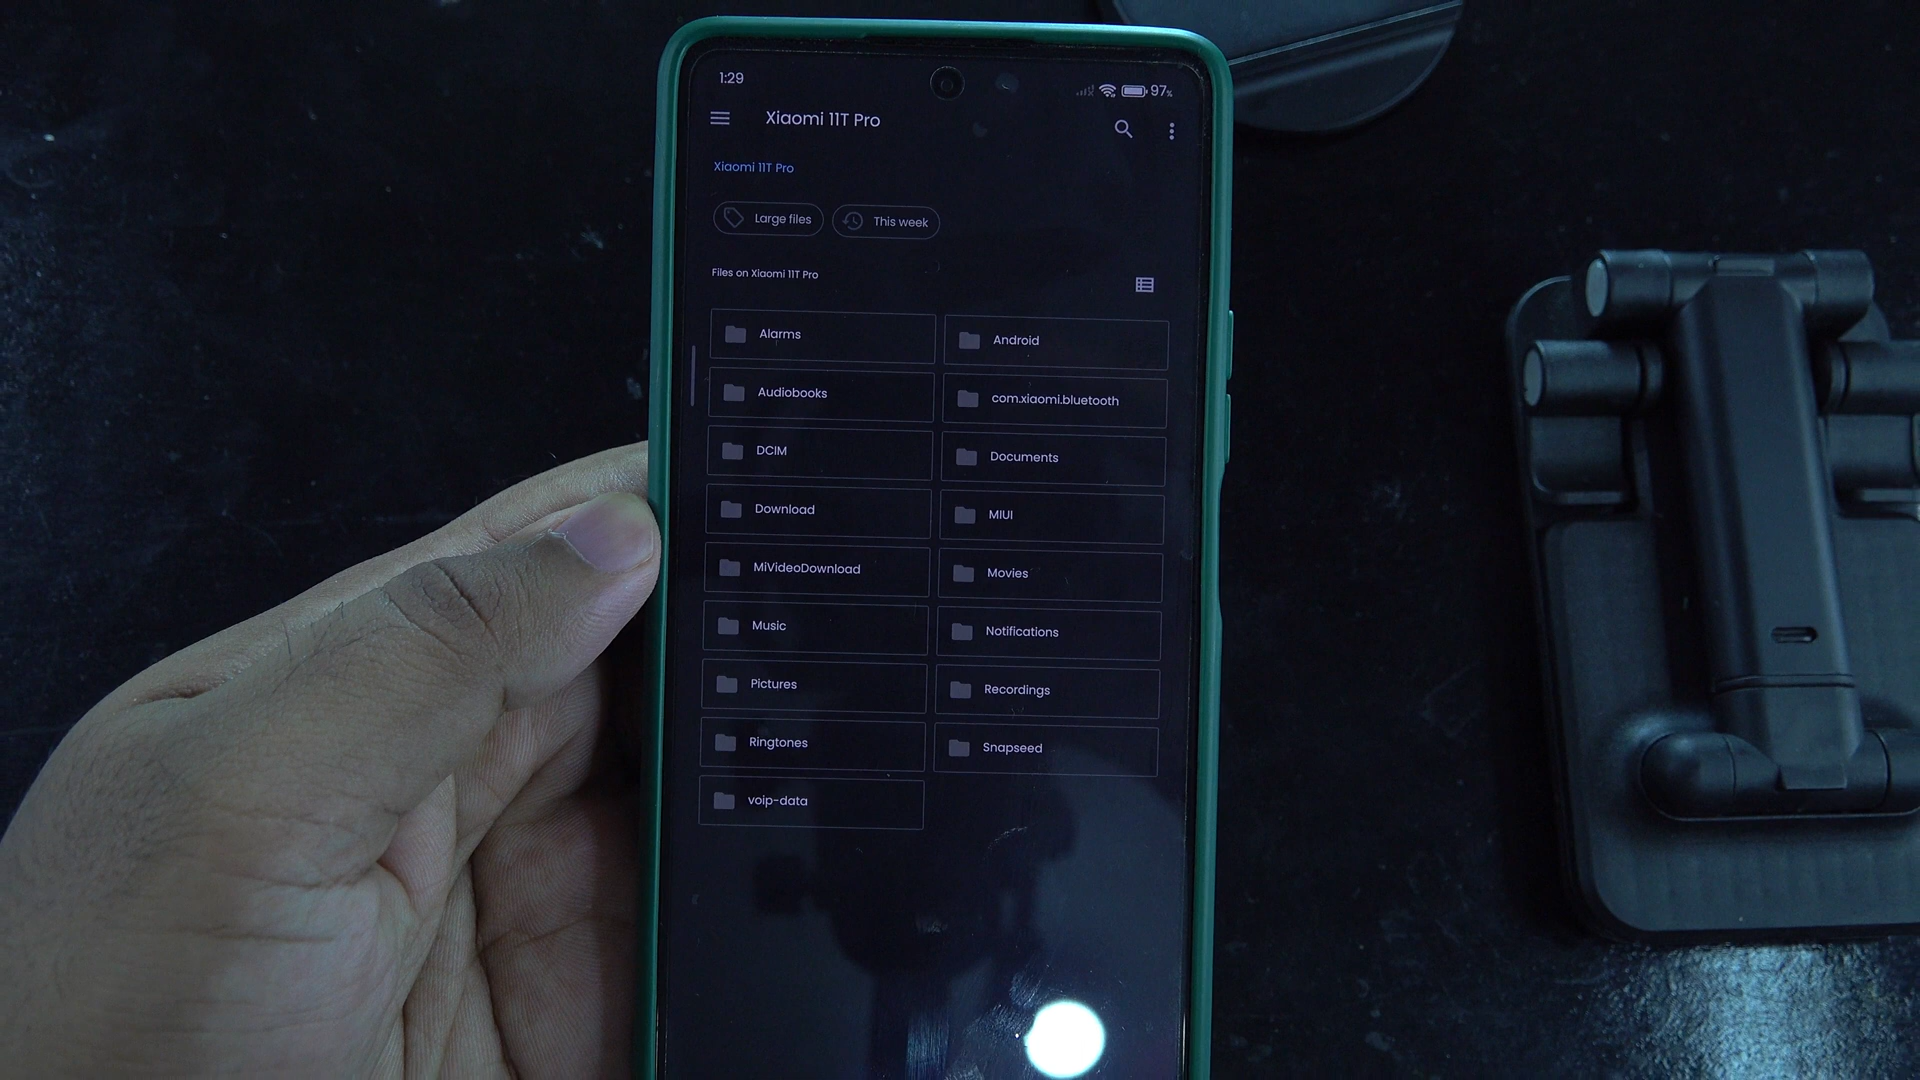 1:29
97%
Xiaomi 11T Pro
Xiaomi 11T Pro
Large files
This week
Files on Xiaomi 11T Pro
Alarms
Android
Audiobooks
com.xiaomi.bluetooth
DCIM
Documents
Download
MIUI
MiVideoDownload
Movies
Music
Notifications
Pictures
Recordings
Ringtones
Snapseed
voip-data